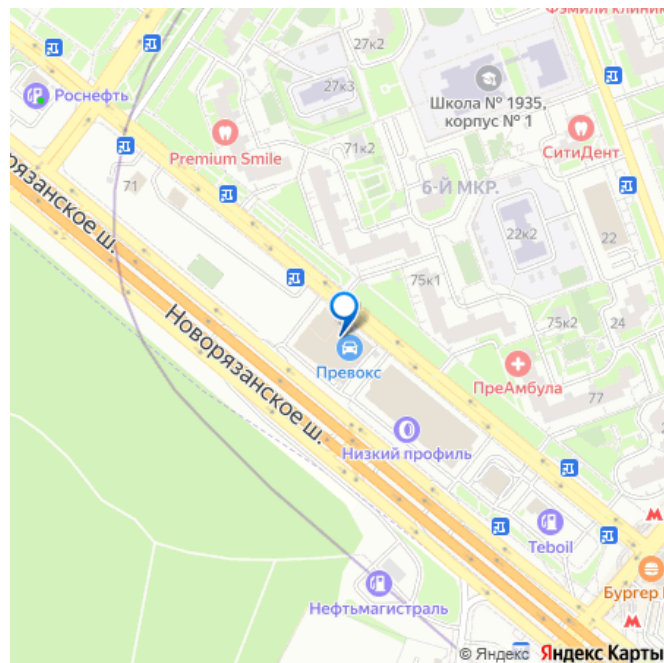 Фэмили клиник
27к2
Роснефть
27к3
Школа № 1935,
корпус № 1
Premium Smile
71к2
СитиДент
71
6-Й МКР.
22к2
22
Новорязанское ш.
75к1
Новорязанское ш.
75к2
24
Превокс
ПреАмбула
77
Низкий профиль
Teboil
Бургер
Нефтьмагистраль
© Яндекс Яндекс Карты